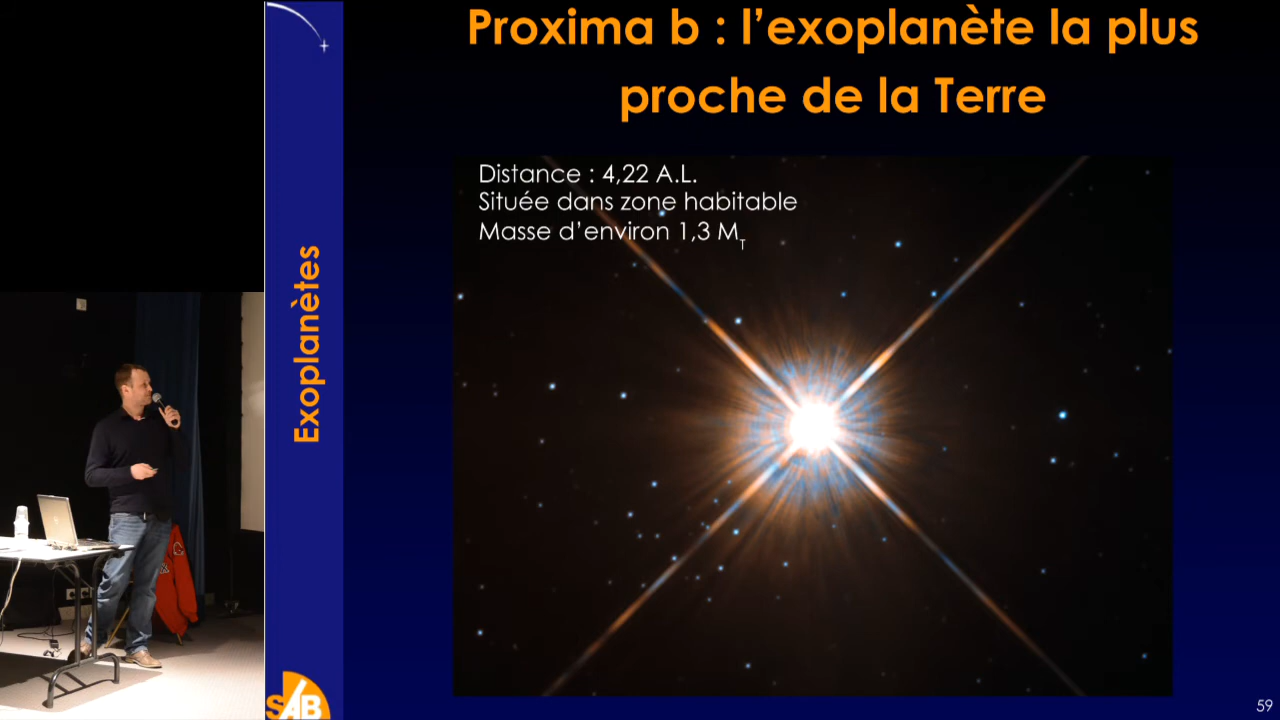 Proxima b : l’exoplanète la plus
proche de la Terre
Distance : 4,22 A.L.
Située dans zone habitable
Masse d’environ 1,3 MT
Exoplanètes
SAB
59